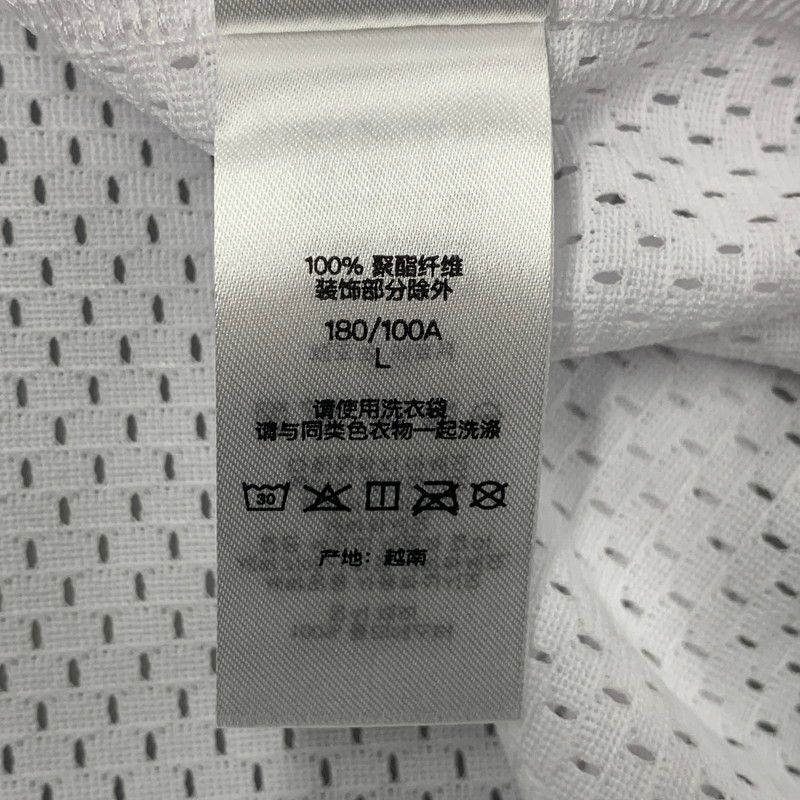 100% 聚酯纤维
装饰部分除外
180/100A
L
请使用洗衣袋
请与同类色衣物一起洗涤
30
产地：越南